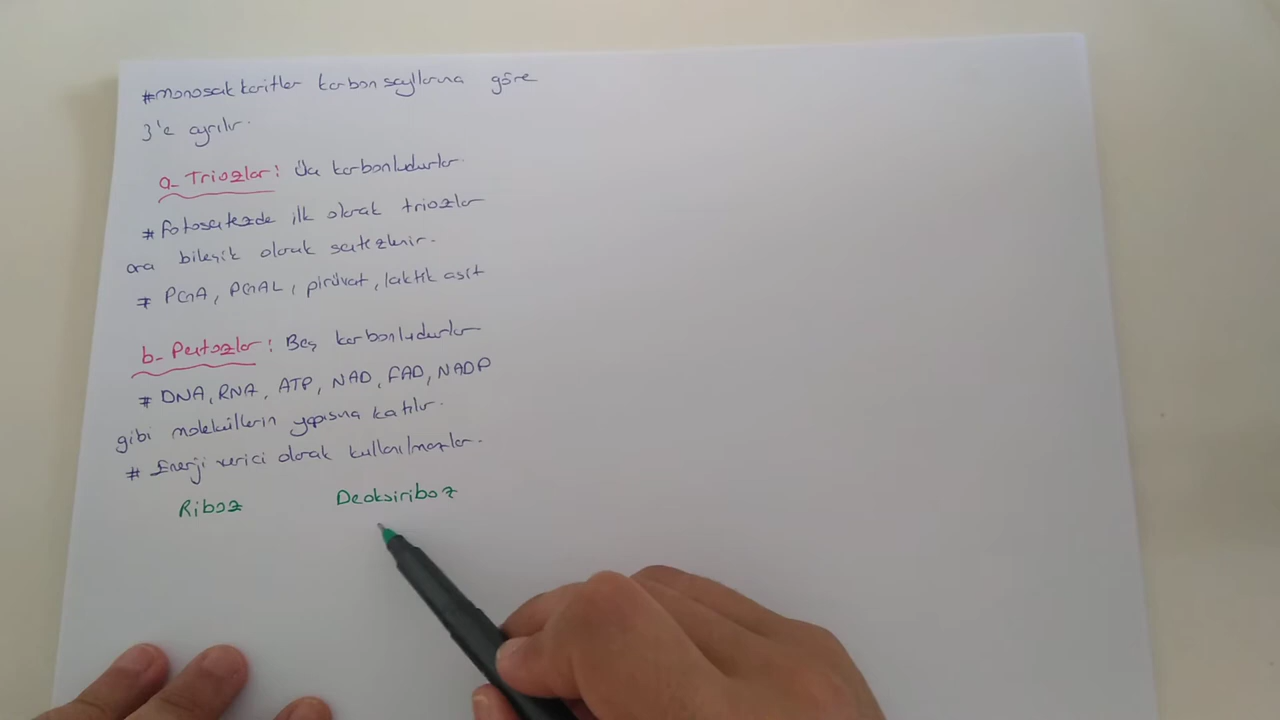 #monosakkaritler karbon sayılarına göre
3'e ayrılır.
a- Triozlar: Üç karbonludurlar.
# fotosentezde ilk olarak triozlar
ara bileşik olarak sentezlenir.
# PGA, PGAL, pirüvat, laktik asit
b- Pentozlar: Beş karbonludurlar
# DNA, RNA, ATP, NAD, FAD, NADP
gibi moleküllerin yapısına katılır.
# Enerji verici olarak kullanılmazlar.
Riboz Deoksiriboz